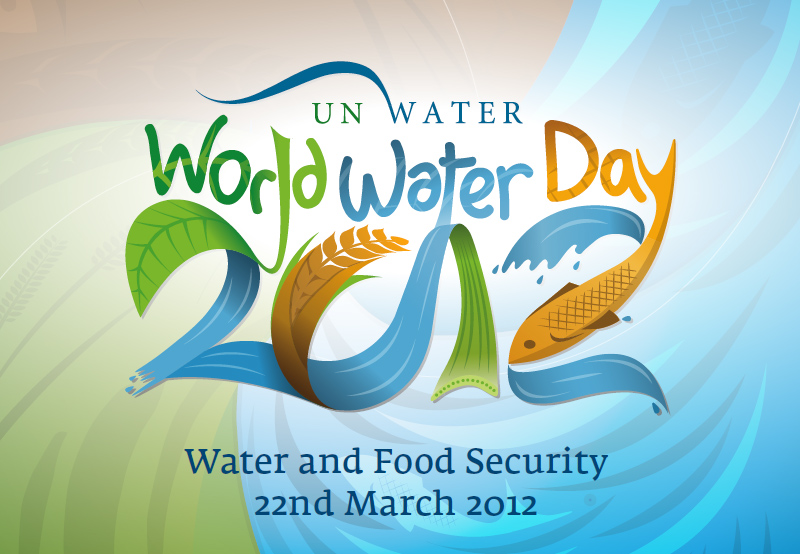 UN WATER
World Water Day
2012
Water and Food Security
22nd March 2012